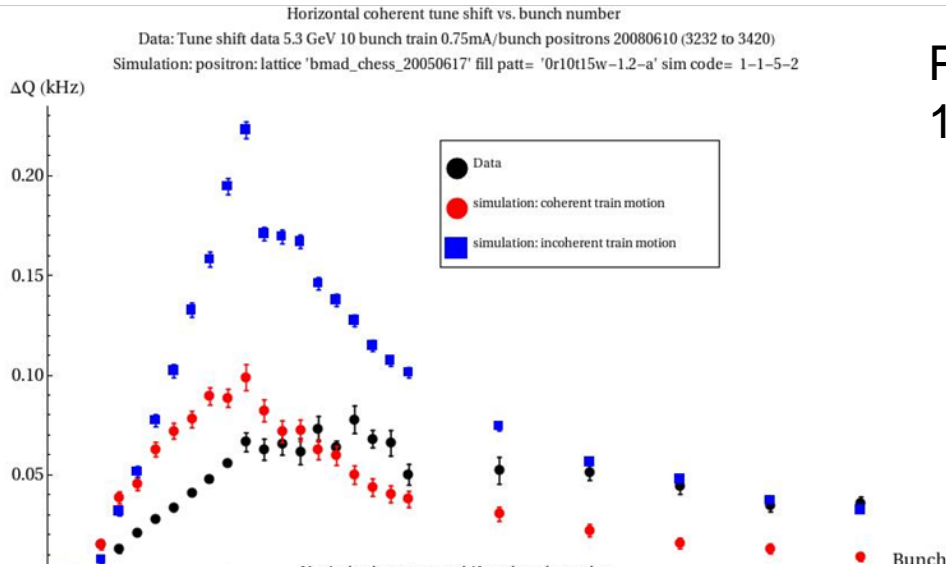 Horizontal coherent tune shift vs. bunch number
Data: Tune shift data 5.3 GeV 10 bunch train 0.75mA/bunch positrons 20080610 (3232 to 3420)
Simulation: positron: lattice 'bmad_chess_20050617' fill patt= '0r10t15w-1.2-a' sim code= 1-1-5-2
P
1
ΔQ (kHz)
Data
0.20
simulation: coherent train motion
simulation: incoherent train motion
0.15
0.10
0.05
Bunch